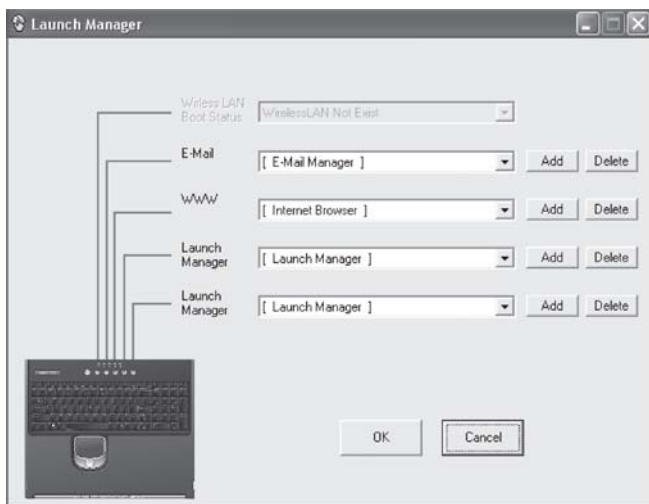 Launch Manager
Wirless LAN
Boot Status
WirelessLAN Not Exist
E-Mail
[ E-Mail Manager ]
Add
Delete
WWW
[ Internet Browser ]
Add
Delete
Launch
Manager
[ Launch Manager ]
Add
Delete
Launch
Manager
[ Launch Manager ]
Add
Delete
OK
Cancel